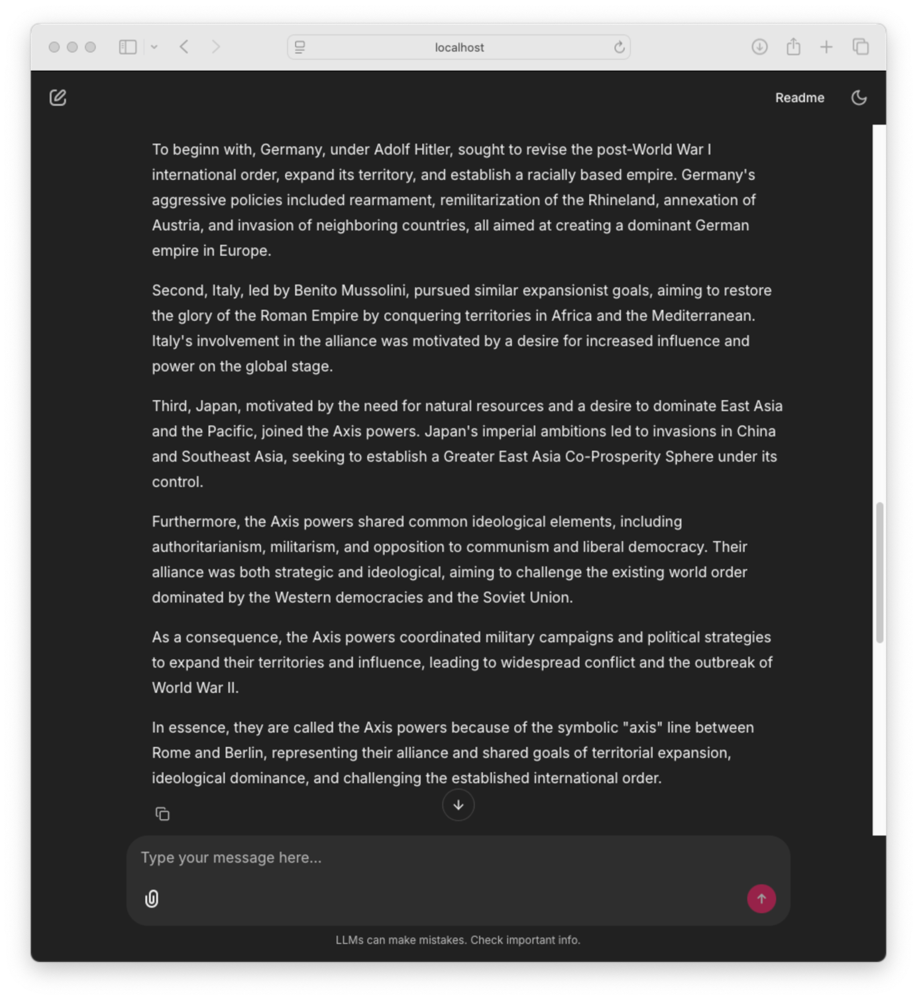 localhost
Readme
To beginn with, Germany, under Adolf Hitler, sought to revise the post-World War I
international order, expand its territory, and establish a racially based empire. Germany's
aggressive policies included rearmament, remilitarization of the Rhineland, annexation of
Austria, and invasion of neighboring countries, all aimed at creating a dominant German
empire in Europe.
Second, Italy, led by Benito Mussolini, pursued similar expansionist goals, aiming to restore
the glory of the Roman Empire by conquering territories in Africa and the Mediterranean.
Italy's involvement in the alliance was motivated by a desire for increased influence and
power on the global stage.
Third, Japan, motivated by the need for natural resources and a desire to dominate East Asia
and the Pacific, joined the Axis powers. Japan's imperial ambitions led to invasions in China
and Southeast Asia, seeking to establish a Greater East Asia Co-Prosperity Sphere under its
control.
Furthermore, the Axis powers shared common ideological elements, including
authoritarianism, militarism, and opposition to communism and liberal democracy. Their
alliance was both strategic and ideological, aiming to challenge the existing world order
dominated by the Western democracies and the Soviet Union.
As a consequence, the Axis powers coordinated military campaigns and political strategies
to expand their territories and influence, leading to widespread conflict and the outbreak of
World War II.
In essence, they are called the Axis powers because of the symbolic "axis" line between
Rome and Berlin, representing their alliance and shared goals of territorial expansion,
ideological dominance, and challenging the established international order.
Type your message here...
LLMs can make mistakes. Check important info.